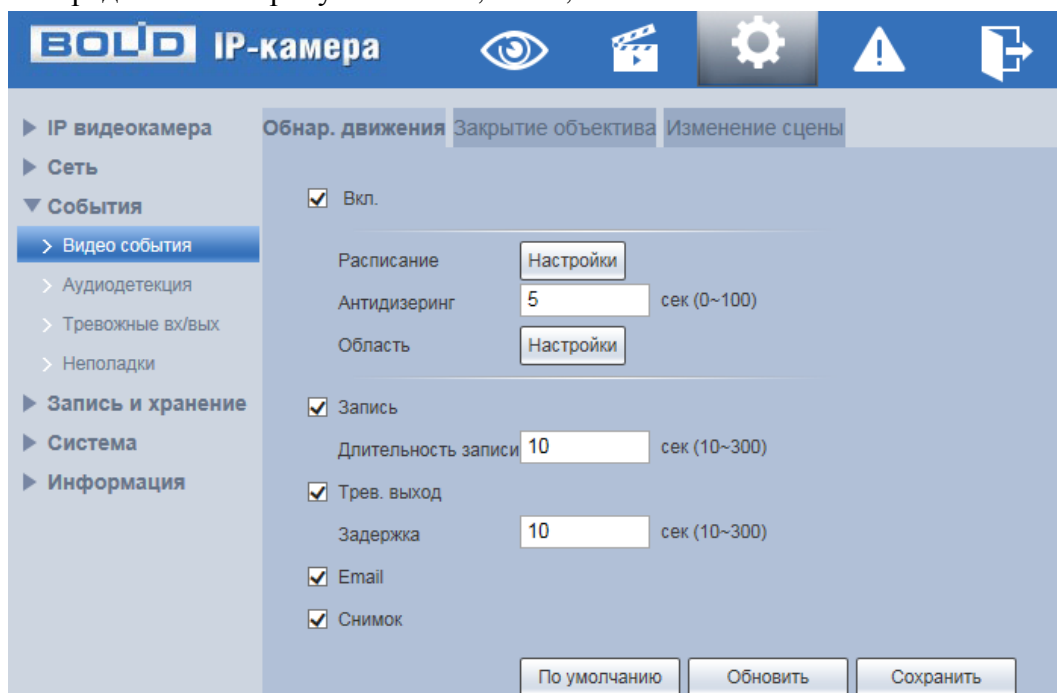 BOLID IP-камера
IP видеокамера
Сеть
События
Видео события
Аудиодетекция
Тревожные вх/вых
Неполадки
Запись и хранение
Система
Информация
Обнар. движения Закрытие объектива Изменение сцены
Вкл.
Расписание Настройки
Антидизеринг 5 сек (0~100)
Область Настройки
Запись
Длительность записи 10 сек (10~300)
Трев. выход
Задержка 10 сек (10~300)
Email
Снимок
По умолчанию Обновить Сохранить